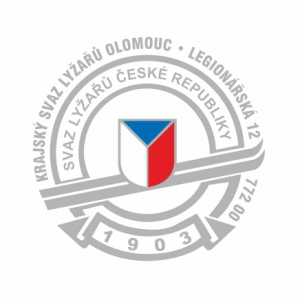 KRAJSKÝ SVAZ LYŽAŘŮ OLOMOUC • LEGIONÁŘSKÁ 12
772 00
SVAZ LYŽAŘŮ ČESKÉ REPUBLIKY
1903